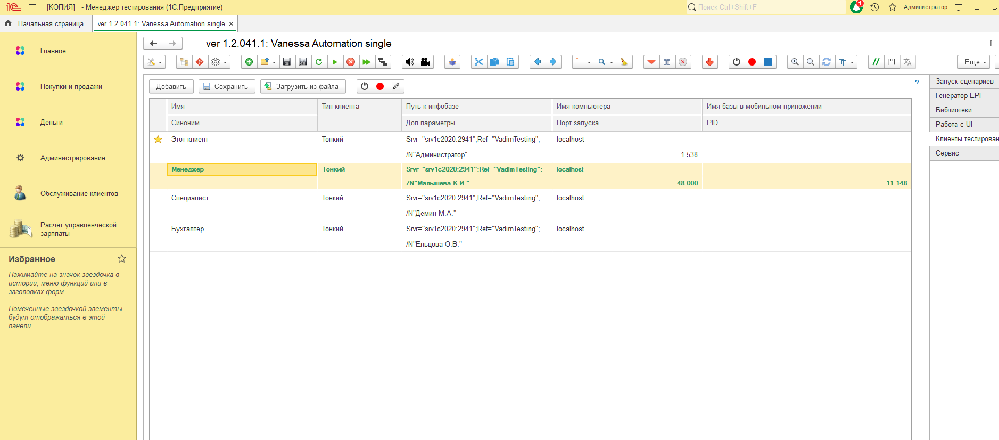 [КОПИЯ] - Менеджер тестирования (1С:Предприятие)
Поиск Ctrl+Shift+F
1
Администратор
Начальная страница
ver 1.2.041.1: Vanessa Automation single ×
Главное
Покупки и продажи
Деньги
Администрирование
Обслуживание клиентов
Расчет управленческой
зарплаты
Избранное
Нажимайте на значок звездочка в
истории, меню функций или в
заголовках форм.
Помеченные звездочкой элементы
будут отображаться в этой
панели.
ver 1.2.041.1: Vanessa Automation single
Еще
Добавить
Сохранить
Загрузить из файла
?
Имя Тип клиента Путь к инфобазе Имя компьютера Имя базы в мобильном приложении
Синоним Доп.параметры Порт запуска PID
Этот клиент Тонкий Srvr="srv1c2020:2941";Ref="VadimTesting"; localhost
/N"Администратор" 1 538
Менеджер Тонкий Srvr="srv1c2020:2941";Ref="VadimTesting"; localhost
/N"Малышева К.И." 48 000 11 148
Специалист Тонкий Srvr="srv1c2020:2941";Ref="VadimTesting"; localhost
/N"Демин М.А."
Бухгалтер Тонкий Srvr="srv1c2020:2941";Ref="VadimTesting"; localhost
/N"Ельцова О.В."
Запуск сценариев
Генератор EPF
Библиотеки
Работа с UI
Клиенты тестирован
Сервис